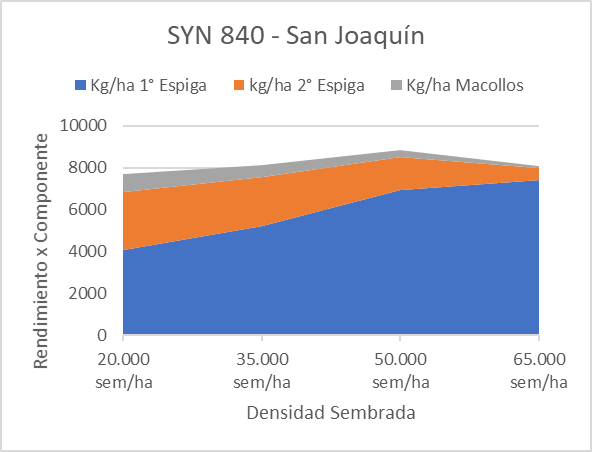 SYN 840 - San Joaquín
Kg/ha 1° Espiga
kg/ha 2° Espiga
Kg/ha Macollos
Rendimiento x Componente
10000
8000
6000
4000
2000
0
20.000
sem/ha
35.000
sem/ha
50.000
sem/ha
65.000
sem/ha
Densidad Sembrada